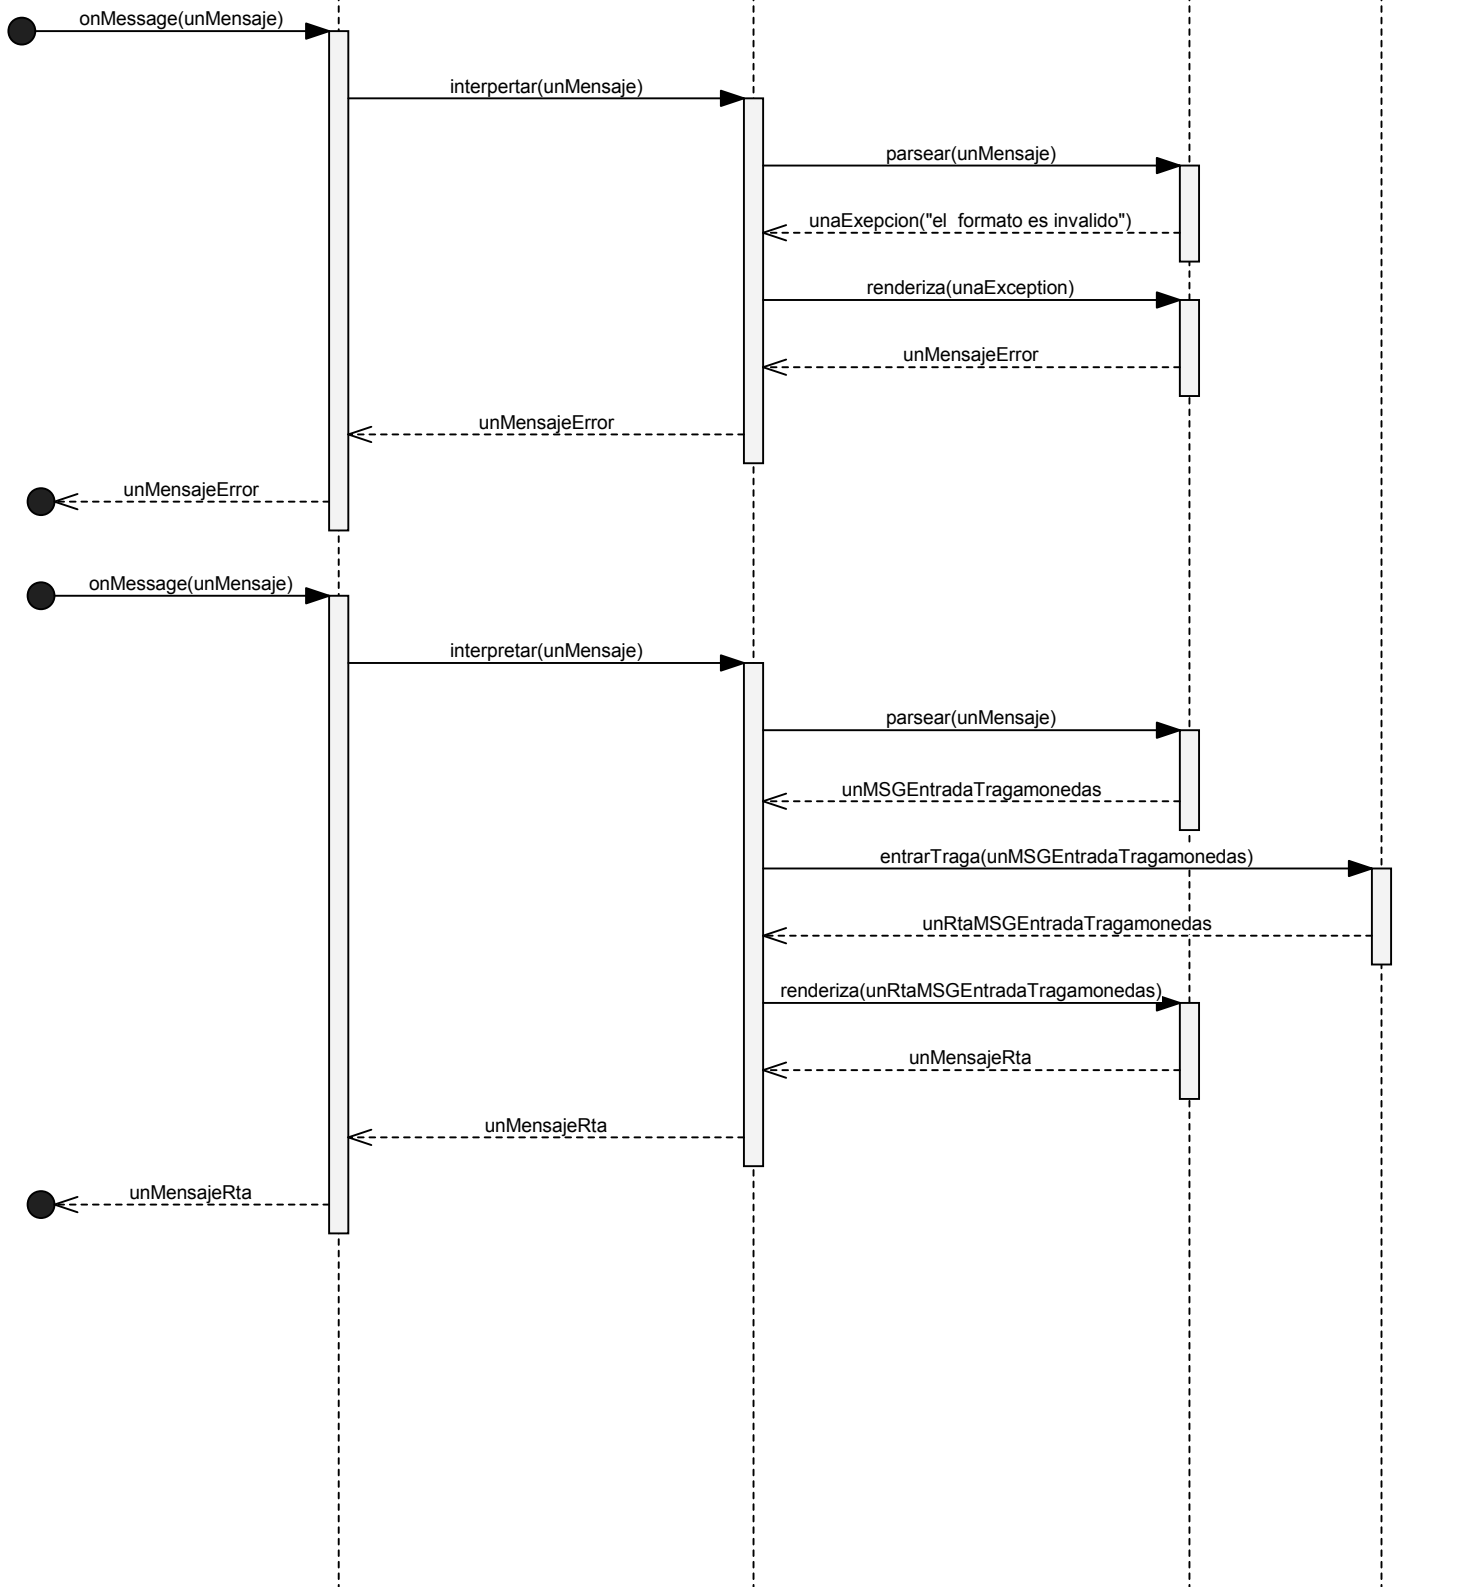 onMessage(unMensaje)
interpertar(unMensaje)
parsear(unMensaje)
unaExepcion("el  formato es invalido")
renderiza(unaException)
unMensajeError
unMensajeError
unMensajeError
onMessage(unMensaje)
interpretar(unMensaje)
parsear(unMensaje)
unMSGEntradaTragamonedas
entrarTraga(unMSGEntradaTragamonedas)
unRtaMSGEntradaTragamonedas
renderiza(unRtaMSGEntradaTragamonedas)
unMensajeRta
unMensajeRta
unMensajeRta